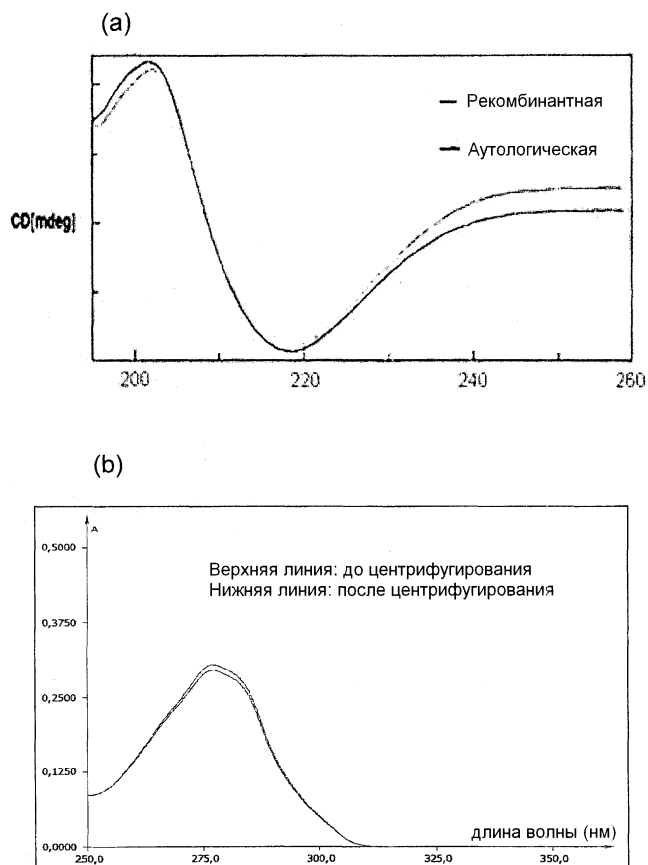 (a)
Рекомбинантная
Аутологическая
CD[mdeg]
200 220 240 260
(b)
A
0,5000
Верхняя линия: до центрифугирования
Нижняя линия: после центрифугирования
0,3750
0,2500
0,1250
0,0000
длина волны (нм)
250,0 275,0 300,0 325,0 350,0